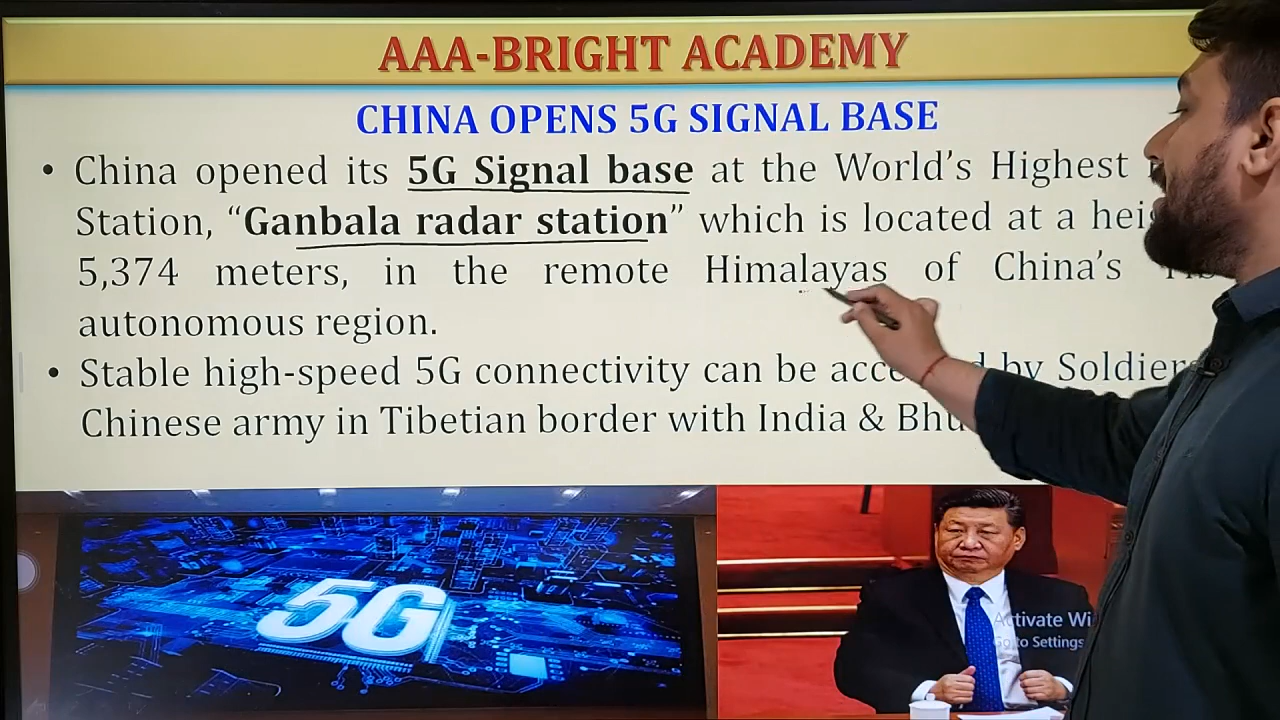 AAA-BRIGHT ACADEMY
CHINA OPENS 5G SIGNAL BASE
• China opened its 5G Signal base at the World’s Highest
Station, “Ganbala radar station” which is located at a
5,374 meters, in the remote Himalayas of China’s
autonomous region.
• Stable high-speed 5G connectivity can be by
Chinese army in Tibetian border with India &
5G
Activate
Go to Settings